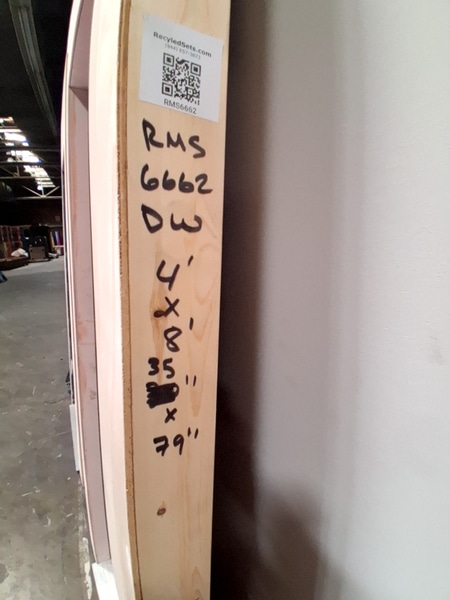 RecycledSets.com
RMS6662
RMS
6662
DW
4'
X
8'
35"
x
79"